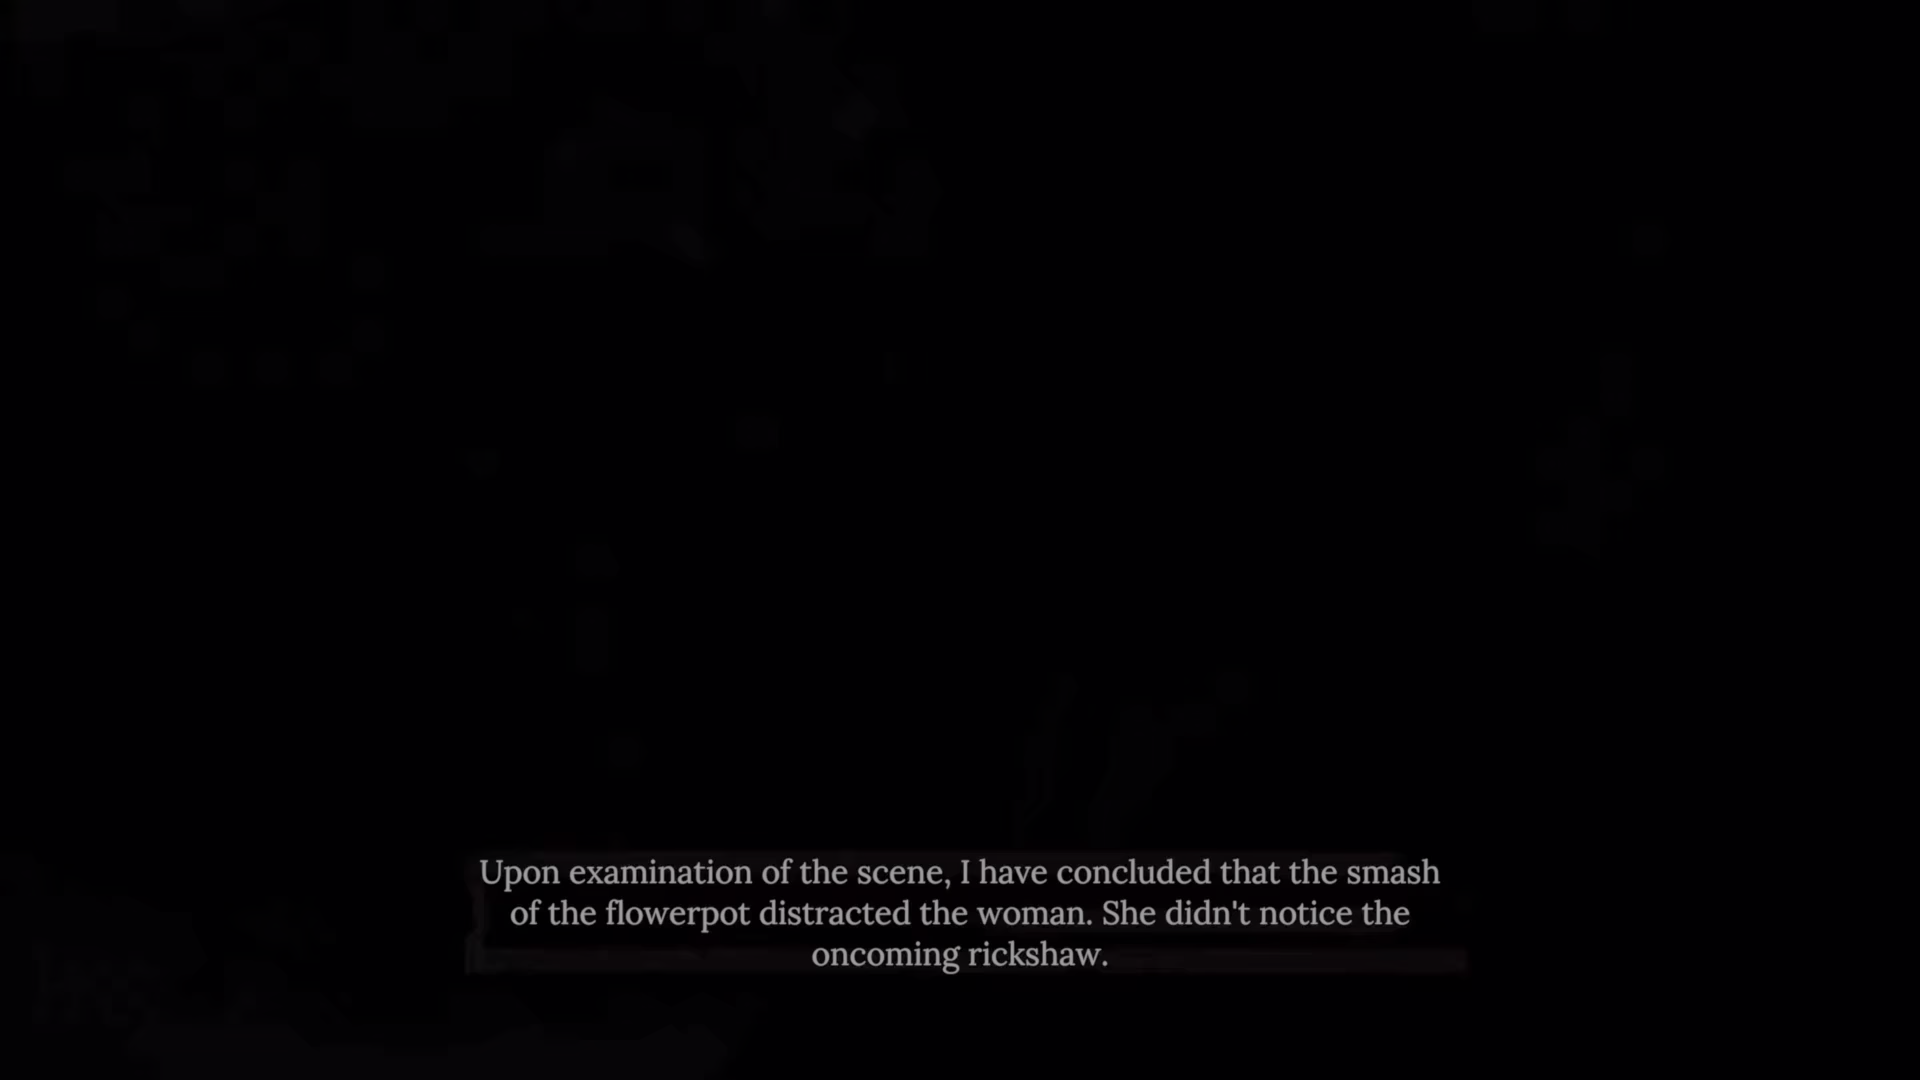 Upon examination of the scene, I have concluded that the smash
of the flowerpot distracted the woman. She didn't notice the
oncoming rickshaw.